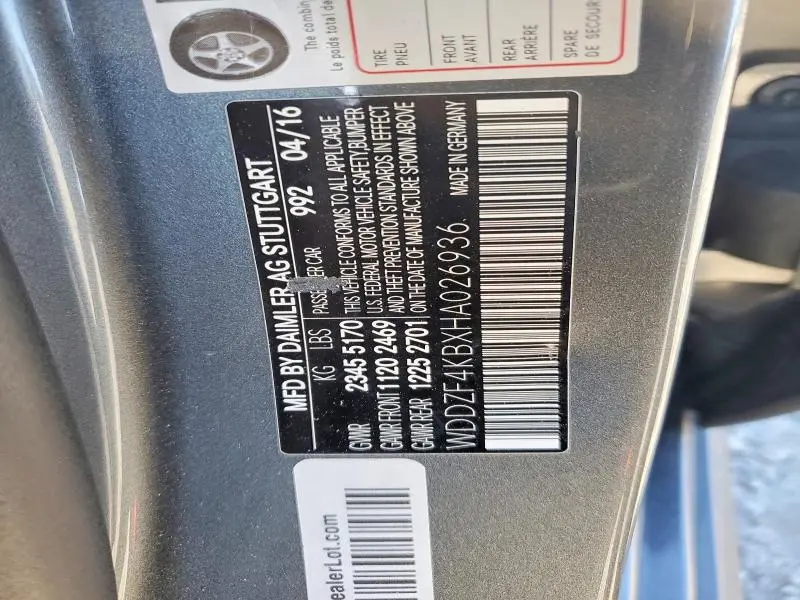 The combin
Le poids total de
TIRE
PNEU
FRONT
AVANT
REAR
ARRIÈRE
SPARE
DE SECOUR
MFD BY DAIMLER AG STUTTGART
992 04/16
KG LBS PASSENGER CAR
GVWR 2345 5170
GAWR FRONT 1120 2469
GAWR REAR 1225 2701
THIS VEHICLE CONFORMS TO ALL APPLICABLE
U.S. FEDERAL MOTOR VEHICLE SAFETY, BUMPER
AND THEFT PREVENTION STANDARDS IN EFFECT
ON THE DATE OF MANUFACTURE SHOWN ABOVE
WDDZF4KBXHA026936 MADE IN GERMANY
ealerLot.com